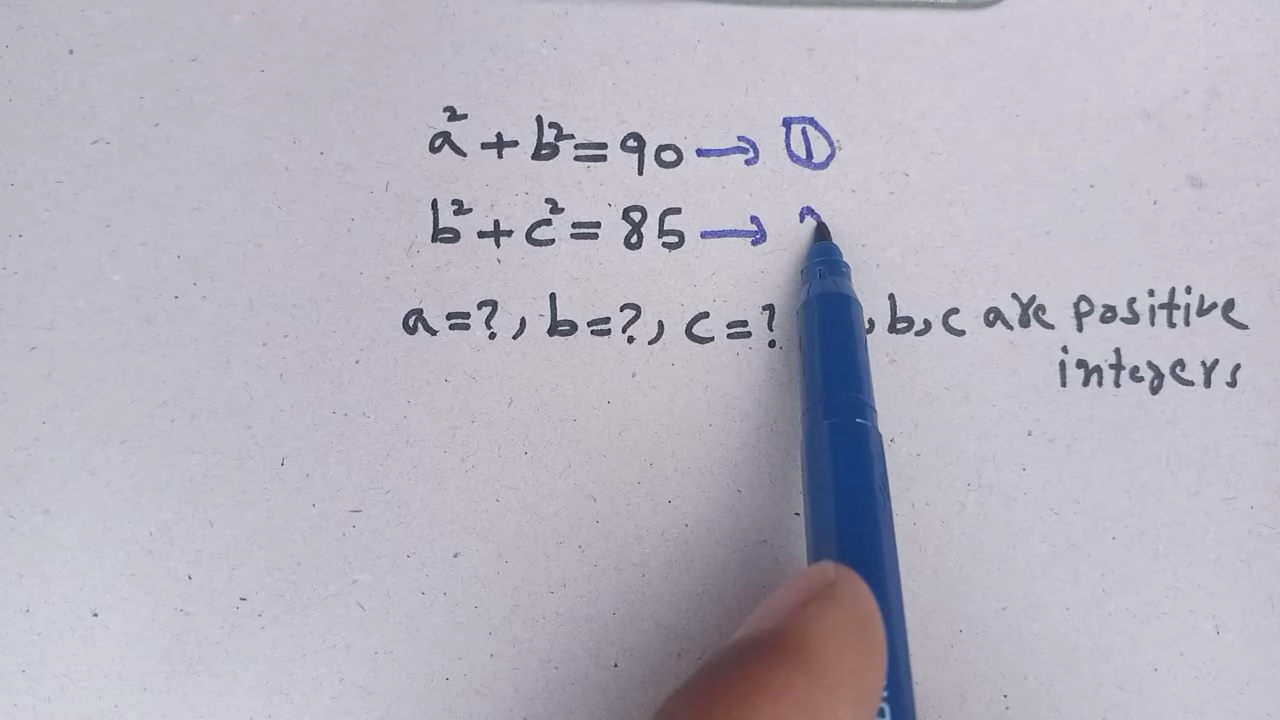 a² + b² = 90 → ①
b² + c² = 85 →
a = ?, b = ?, c = ? , b, c are positive
integers